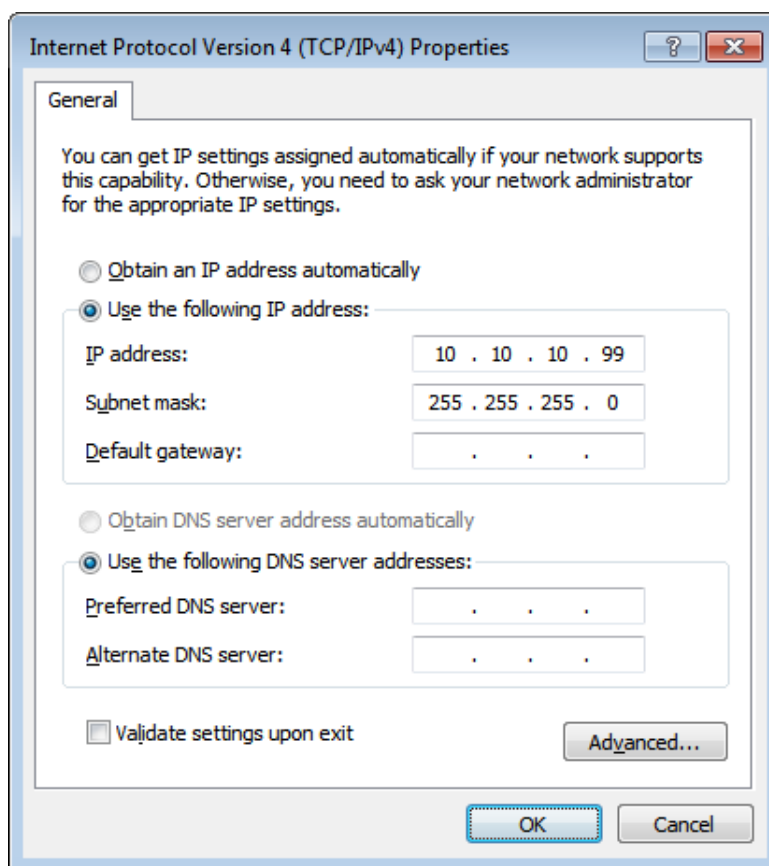 Internet Protocol Version 4 (TCP/IPv4) Properties
?
General
You can get IP settings assigned automatically if your network supports
this capability. Otherwise, you need to ask your network administrator
for the appropriate IP settings.
Obtain an IP address automatically
Use the following IP address:
IP address: 10 . 10 . 10 . 99
Subnet mask: 255 . 255 . 255 . 0
Default gateway: . . .
Obtain DNS server address automatically
Use the following DNS server addresses:
Preferred DNS server: . . .
Alternate DNS server: . . .
Validate settings upon exit
Advanced...
OK Cancel